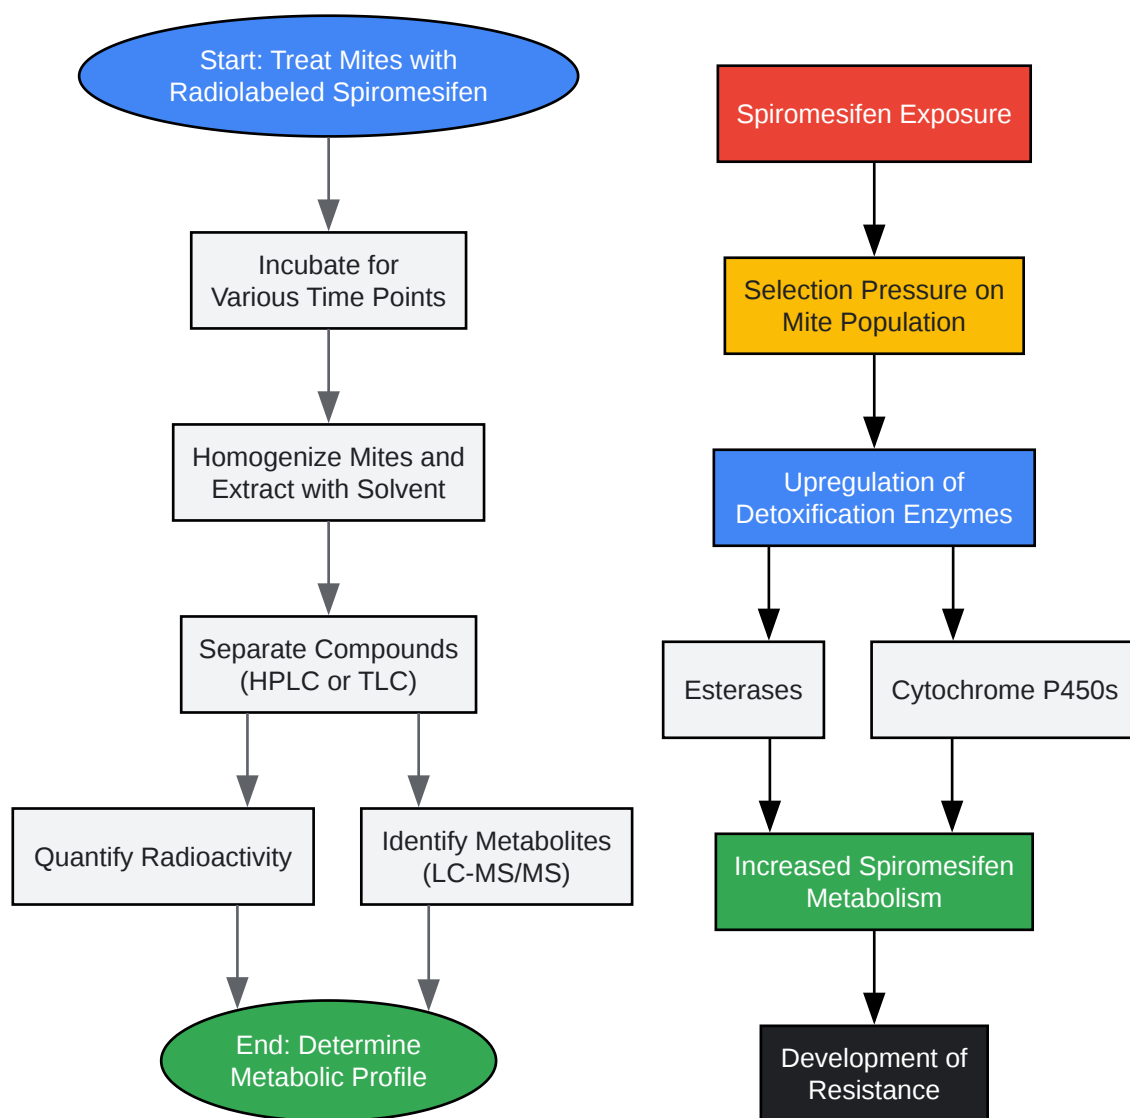 Start: Treat Mites with
Radiolabeled Spiromesifen
Incubate for
Various Time Points
Homogenize Mites and
Extract with Solvent
Separate Compounds
(HPLC or TLC)
Quantify Radioactivity
Identify Metabolites
(LC-MS/MS)
End: Determine
Metabolic Profile
Spiromesifen Exposure
Selection Pressure on
Mite Population
Upregulation of
Detoxification Enzymes
Esterases
Cytochrome P450s
Increased Spiromesifen
Metabolism
Development of
Resistance